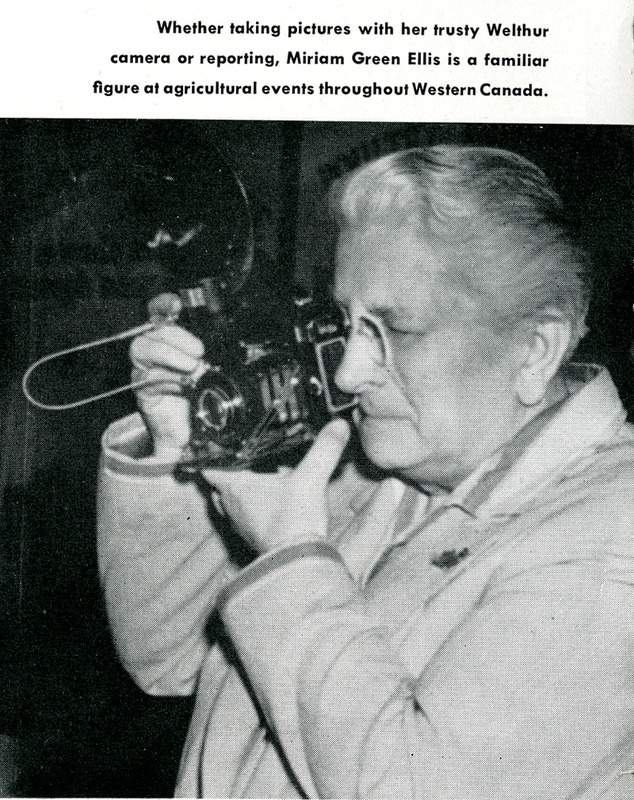 Whether taking pictures with her trusty Welthur
camera or reporting, Miriam Green Ellis is a familiar
figure at agricultural events throughout Western Canada.